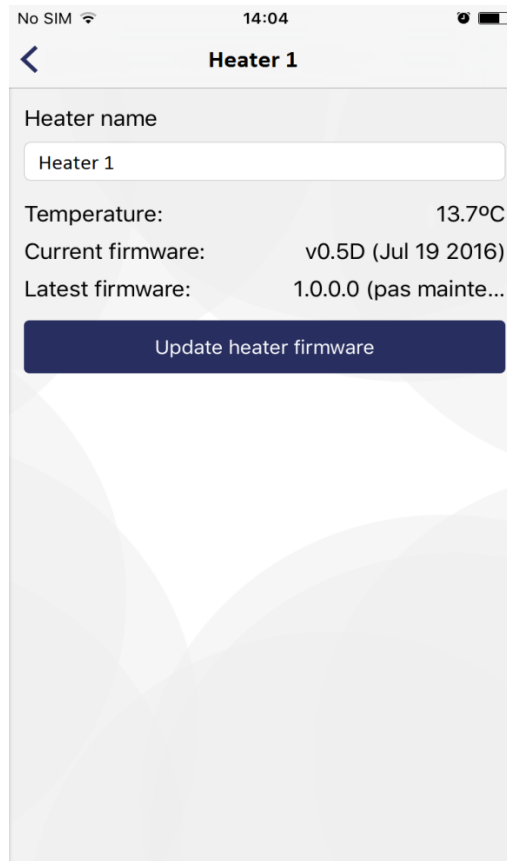 No SIM 14:04
Heater 1
Heater name
Heater 1
Temperature: 13.7ºC
Current firmware: v0.5D (Jul 19 2016)
Latest firmware: 1.0.0.0 (pas mainte...
Update heater firmware